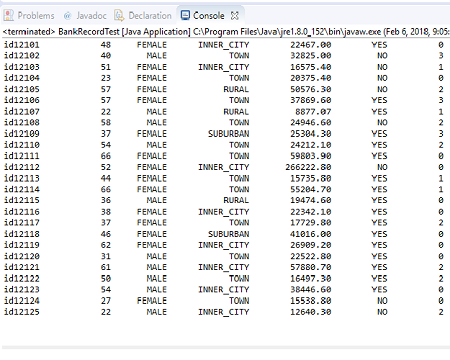 Problems @ Javadoc Declaration Console
<terminated> BankRecordTest [Java Application] C:\Program Files\Java\jre1.8.0_152\bin\javaw.exe (Feb 6, 2018, 9:05:
id12101 48 FEMALE INNER_CITY 22467.00 YES 0
id12102 40 MALE TOWN 32825.00 NO 3
id12103 51 FEMALE INNER_CITY 16575.40 NO 1
id12104 23 FEMALE TOWN 20375.40 NO 0
id12105 57 FEMALE RURAL 50576.30 NO 2
id12106 57 FEMALE TOWN 37869.60 YES 3
id12107 22 MALE RURAL 8877.07 YES 1
id12108 58 MALE TOWN 24946.60 NO 2
id12109 37 FEMALE SUBURBAN 25304.30 YES 3
id12110 54 MALE TOWN 24212.10 YES 2
id12111 66 FEMALE TOWN 59803.90 YES 0
id12112 52 FEMALE INNER_CITY 266222.80 NO 0
id12113 44 FEMALE TOWN 15735.80 YES 1
id12114 66 FEMALE TOWN 55204.70 YES 1
id12115 36 MALE RURAL 19474.60 YES 0
id12116 38 FEMALE INNER_CITY 22342.10 YES 0
id12117 37 FEMALE TOWN 17729.80 YES 2
id12118 46 FEMALE SUBURBAN 41016.00 YES 0
id12119 62 FEMALE INNER_CITY 26909.20 YES 0
id12120 31 MALE TOWN 22522.80 YES 0
id12121 61 MALE INNER_CITY 57880.70 YES 2
id12122 50 MALE TOWN 16497.30 YES 2
id12123 54 MALE INNER_CITY 38446.60 YES 0
id12124 27 FEMALE TOWN 15538.80 NO 0
id12125 22 MALE INNER_CITY 12640.30 NO 2